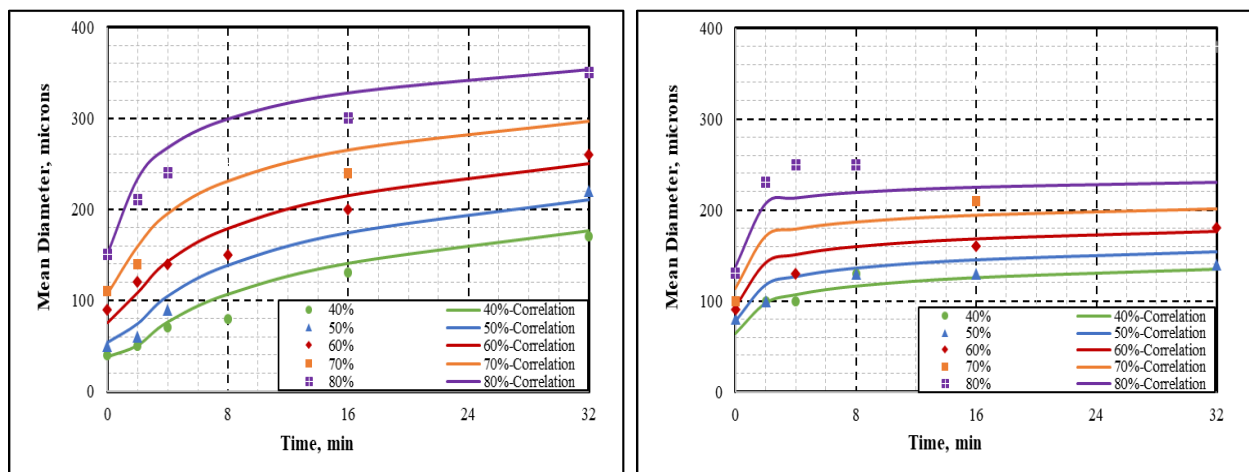 400
300
200
100
0
Mean Diameter, microns
40% 40%-Correlation
50% 50%-Correlation
60% 60%-Correlation
70% 70%-Correlation
80% 80%-Correlation
0 8 16 24 32
Time, min
400
300
200
100
0
Mean Diameter, microns
40% 40%-Correlation
50% 50%-Correlation
60% 60%-Correlation
70% 70%-Correlation
80% 80%-Correlation
0 8 16 24 32
Time, min